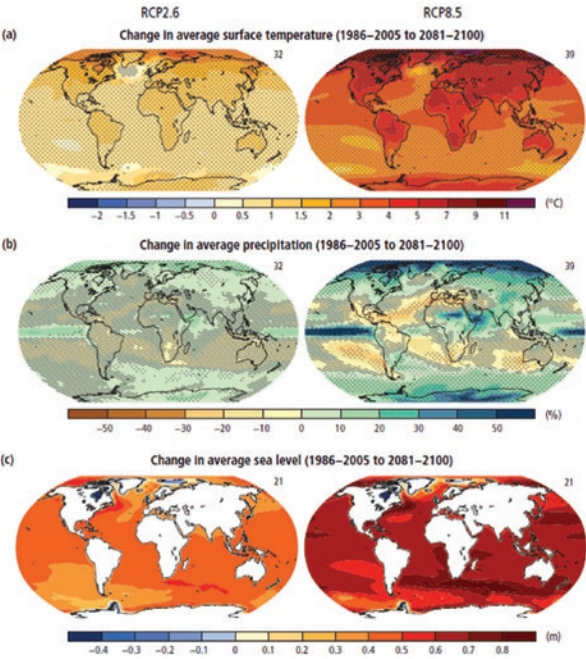 RCP2.6 RCP8.5
(a) Change in average surface temperature (1986–2005 to 2081–2100)
32 39
−2 −1.5 −1 −0.5 0 0.5 1 1.5 2 3 4 5 7 9 11 (°C)
(b) Change in average precipitation (1986–2005 to 2081–2100)
32 39
−50 −40 −30 −20 −10 0 10 20 30 40 50 (%)
(c) Change in average sea level (1986–2005 to 2081–2100)
21 21
−0.4 −0.3 −0.2 −0.1 0 0.1 0.2 0.3 0.4 0.5 0.6 0.7 0.8 (m)